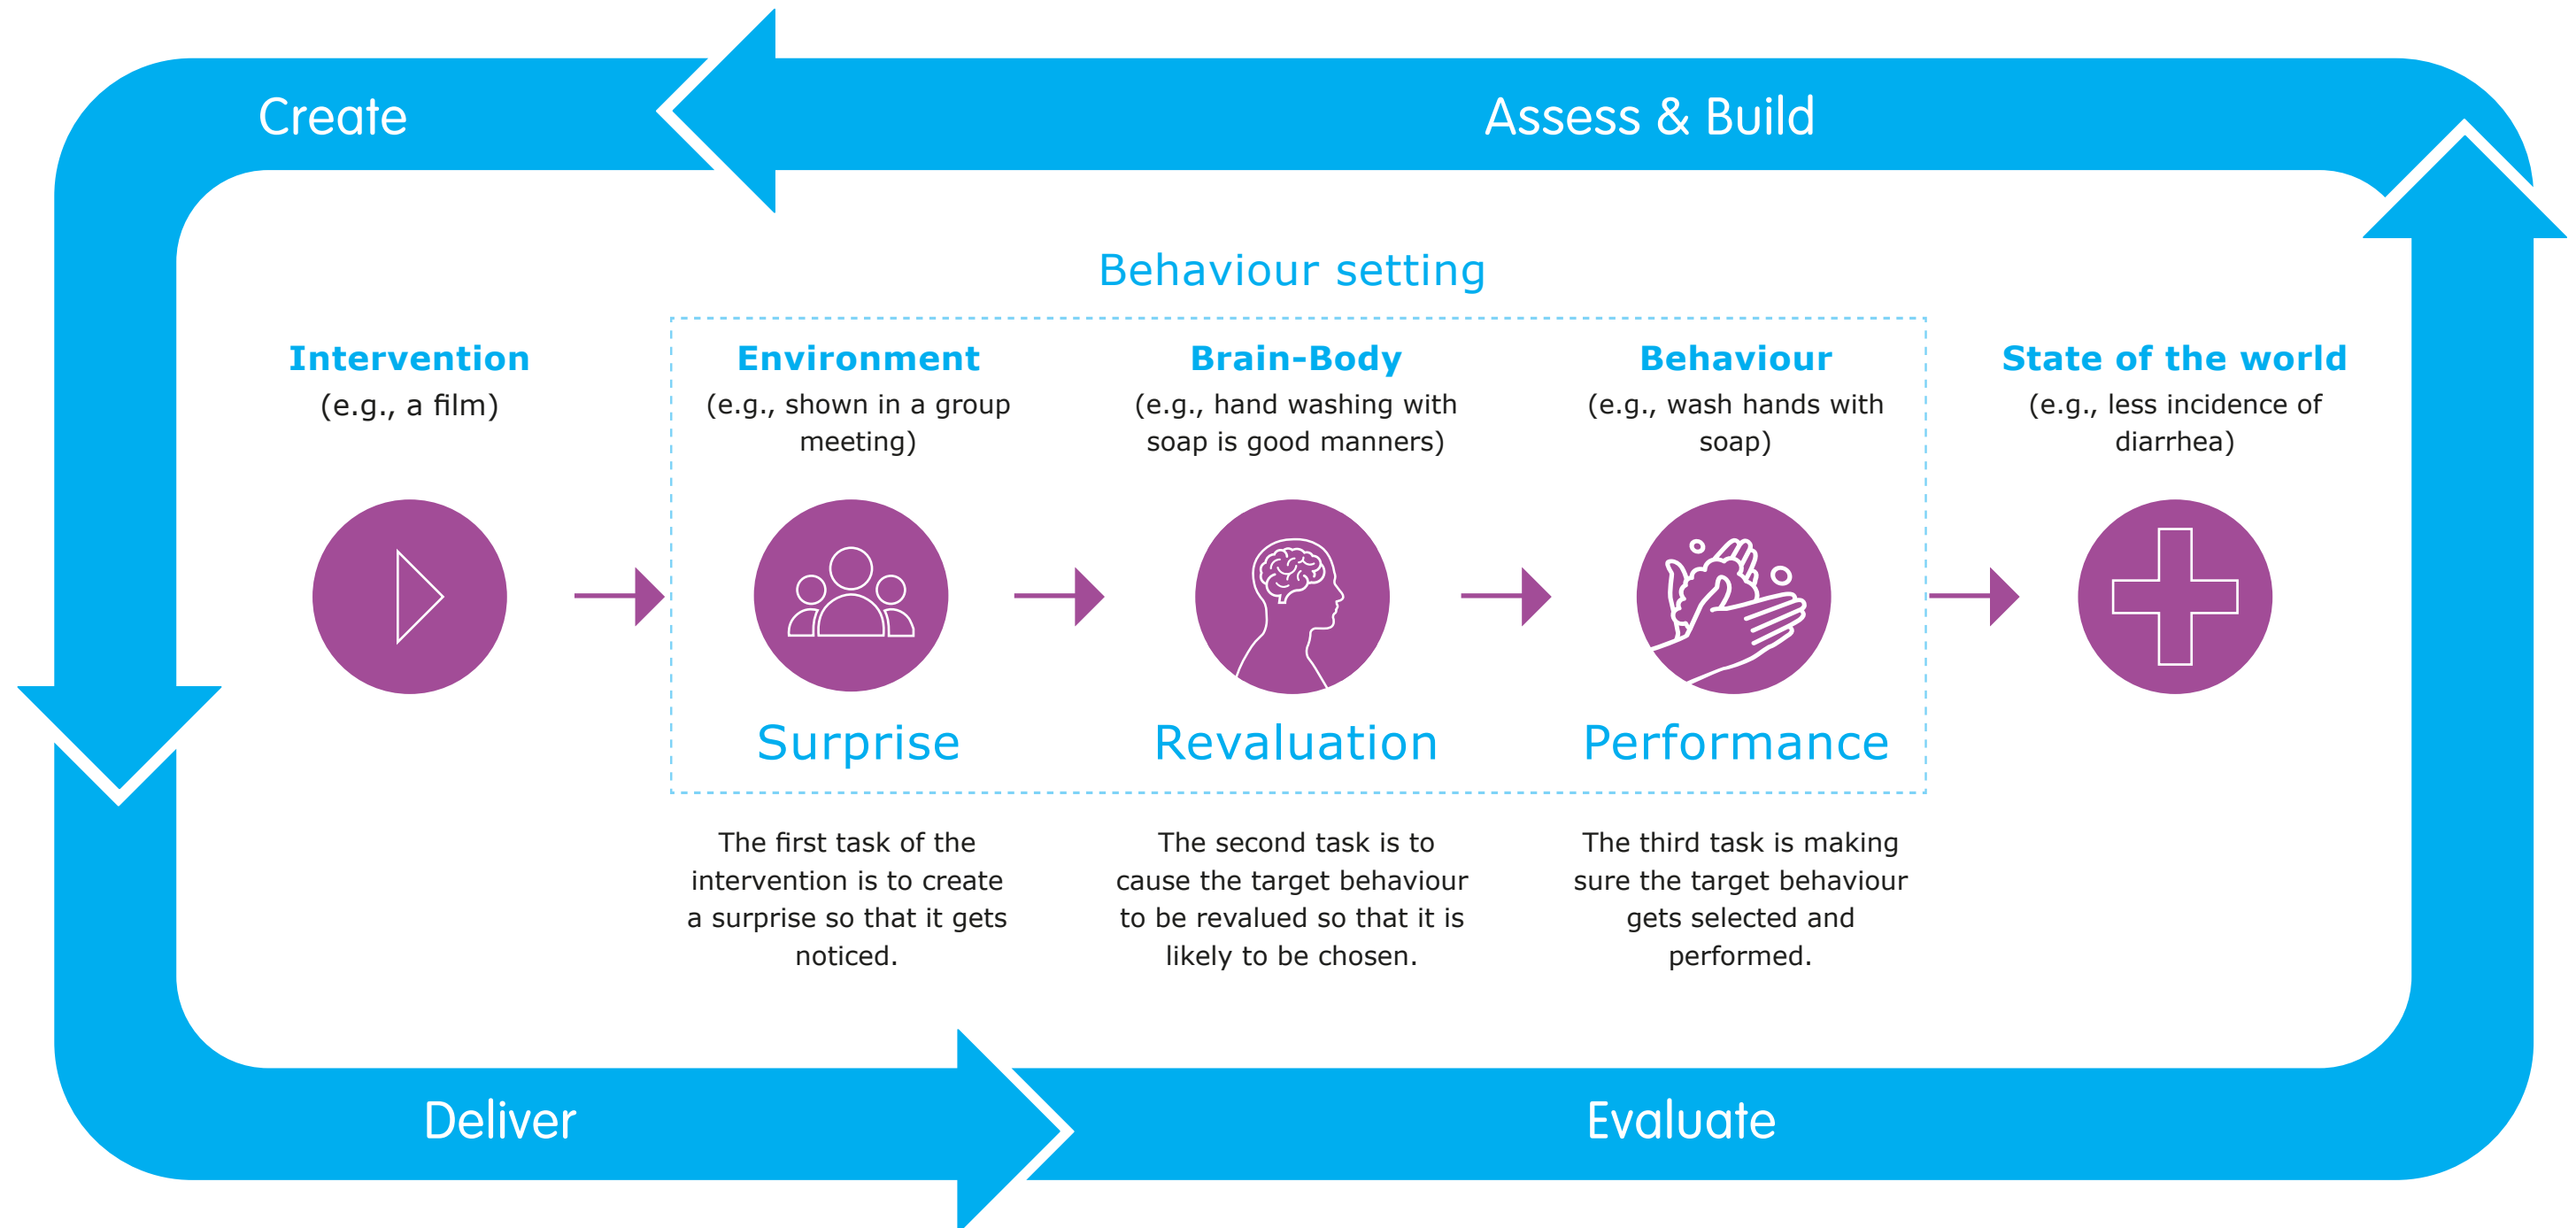 Create
Assess & Build
Behaviour setting
Intervention
(e.g., a film)
Environment
(e.g., shown in a group
meeting)
Surprise
The first task of the
intervention is to create
a surprise so that it gets
noticed.
Brain-Body
(e.g., hand washing with
soap is good manners)
Revaluation
The second task is to
cause the target behaviour
to be revalued so that it is
likely to be chosen.
Behaviour
(e.g., wash hands with
soap)
Performance
The third task is making
sure the target behaviour
gets selected and
performed.
State of the world
(e.g., less incidence of
diarrhea)
Deliver
Evaluate